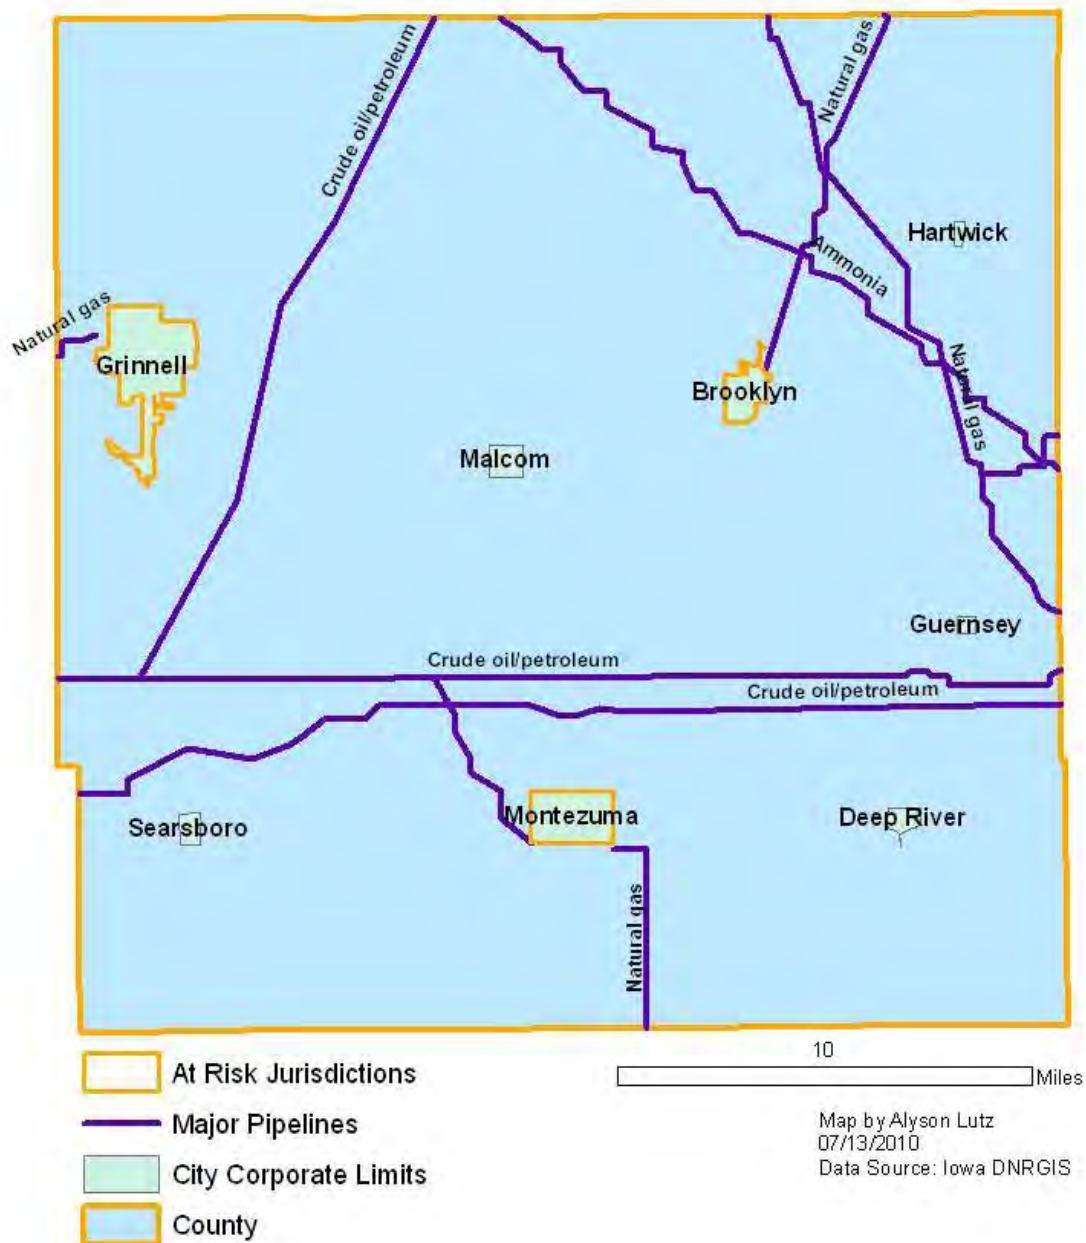 Crude oil/petroleum
Natural gas
Hartwick
Ammonia
Natural gas
Grinnell
Natural gas
Brooklyn
Malcom
Guernsey
Crude oil/petroleum
Crude oil/petroleum
Searsboro
Montezuma
Deep River
Natural gas
At Risk Jurisdictions
Major Pipelines
City Corporate Limits
County
10
Miles
Map by Alyson Lutz
07/13/2010
Data Source: Iowa DNRGIS